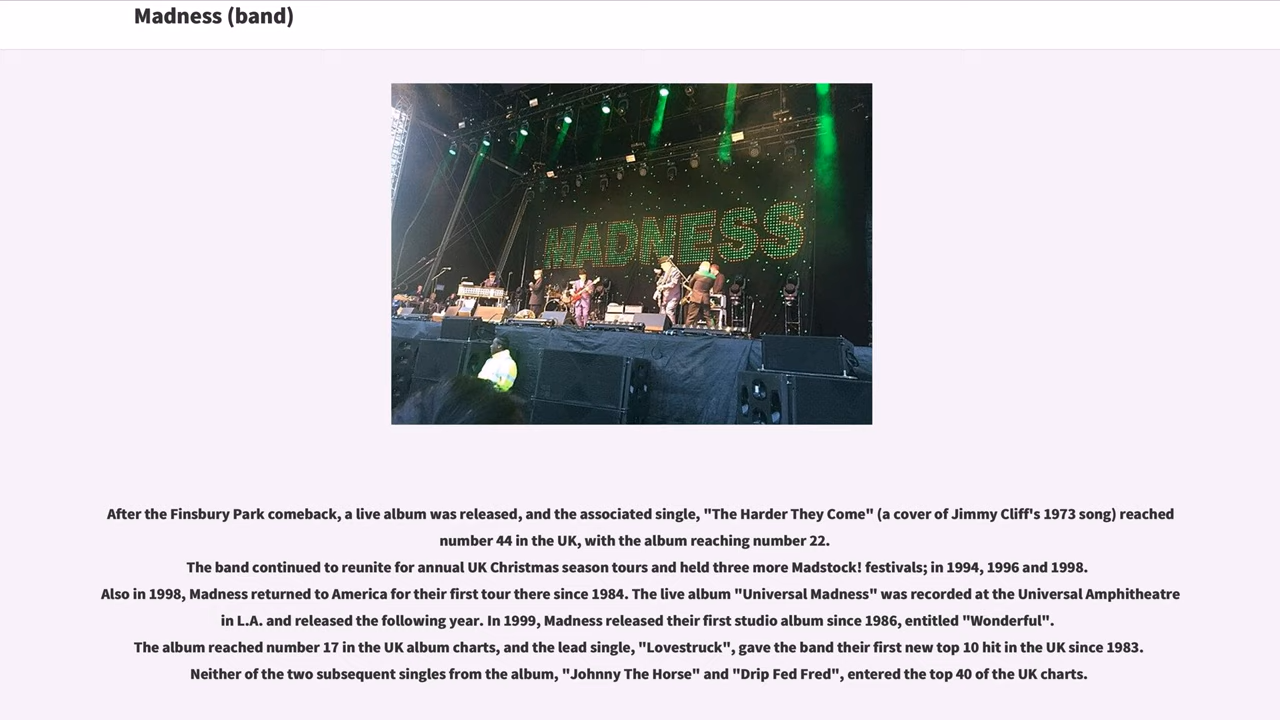 Madness (band)
MADNESS
After the Finsbury Park comeback, a live album was released, and the associated single, "The Harder They Come" (a cover of Jimmy Cliff's 1973 song) reached
number 44 in the UK, with the album reaching number 22.
The band continued to reunite for annual UK Christmas season tours and held three more Madstock! festivals; in 1994, 1996 and 1998.
Also in 1998, Madness returned to America for their first tour there since 1984. The live album "Universal Madness" was recorded at the Universal Amphitheatre
in L.A. and released the following year. In 1999, Madness released their first studio album since 1986, entitled "Wonderful".
The album reached number 17 in the UK album charts, and the lead single, "Lovestruck", gave the band their first new top 10 hit in the UK since 1983.
Neither of the two subsequent singles from the album, "Johnny The Horse" and "Drip Fed Fred", entered the top 40 of the UK charts.